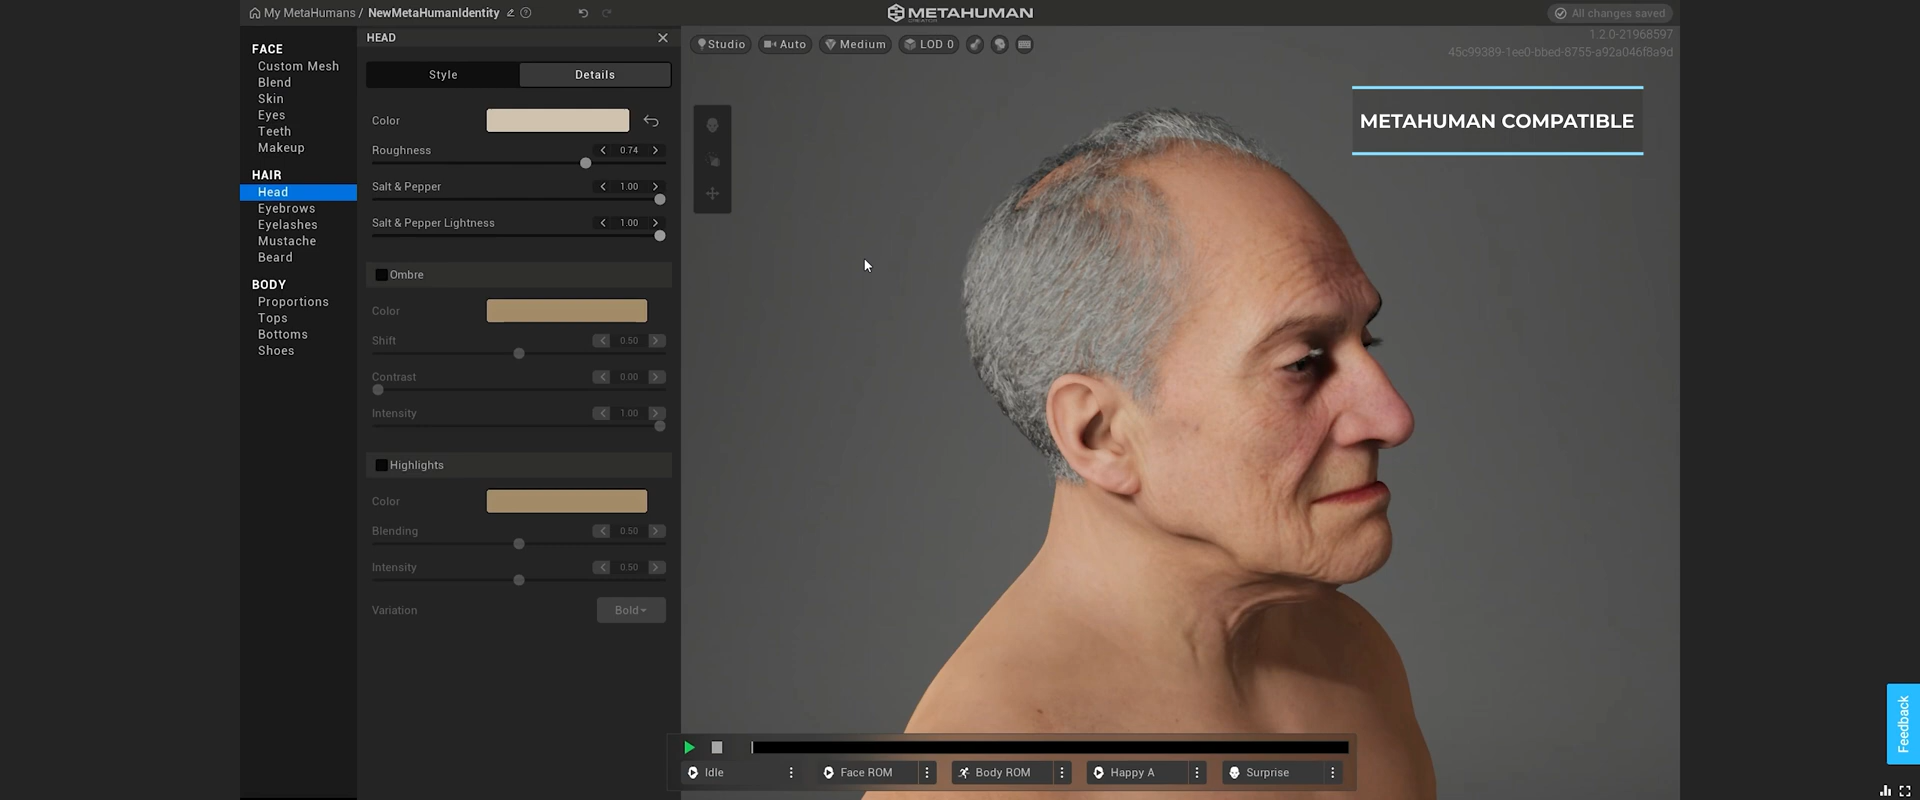 My MetaHumans / NewMetaHumanIdentity
METAHUMAN
CREATOR
All changes saved
FACE
Custom Mesh
Blend
Skin
Eyes
Teeth
Makeup
HAIR
Head
Eyebrows
Eyelashes
Mustache
Beard
BODY
Proportions
Tops
Bottoms
Shoes
HEAD
Style Details
Color
Roughness 0.74
Salt & Pepper 1.00
Salt & Pepper Lightness 1.00
Ombre
Color
Shift 0.50
Contrast 0.00
Intensity 1.00
Highlights
Color
Blending 0.50
Intensity 0.50
Variation Bold
Studio Auto Medium LOD 0
1.2.0-21968597
45c99389-1ee0-bbed-8755-a92a046f8a9d
METAHUMAN COMPATIBLE
Idle Face ROM Body ROM Happy A Surprise
Feedback